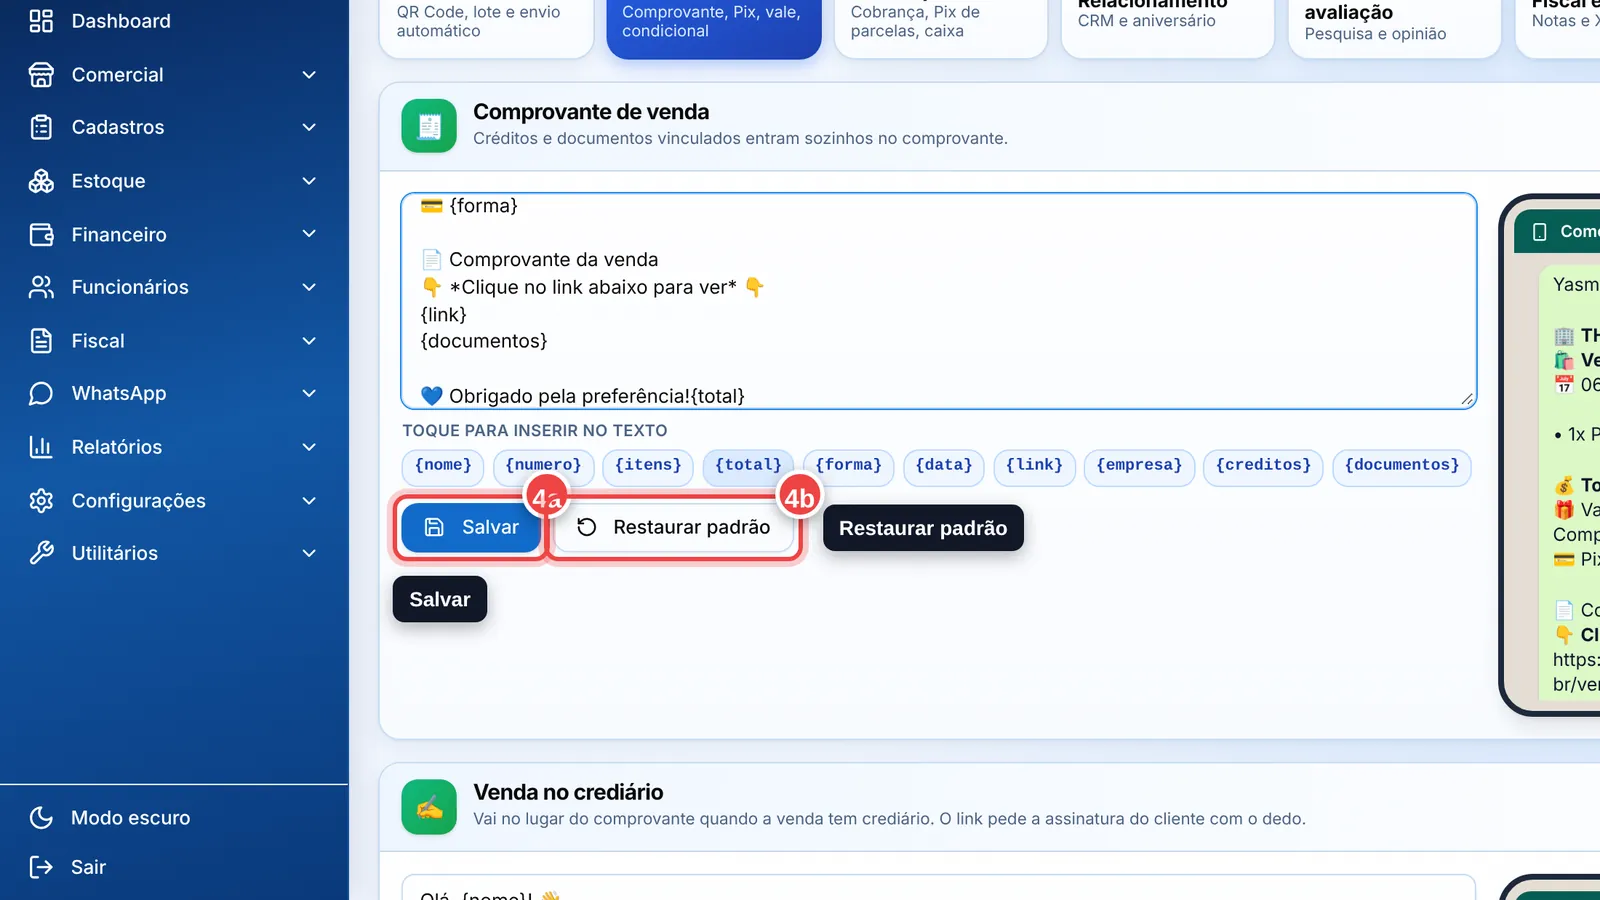 Dashboard
Comercial
Cadastros
Estoque
Financeiro
Funcionários
Fiscal
WhatsApp
Relatórios
Configurações
Utilitários
Modo escuro
Sair
QR Code, lote e envio
automático
Comprovante, Pix, vale,
condicional
Cobrança, Pix de
parcelas, caixa
Relacionamento
CRM e aniversário
avaliação
Pesquisa e opinião
Notas e
Comprovante de venda
Créditos e documentos vinculados entram sozinhos no comprovante.
💳 {forma}
📄 Comprovante da venda
👇 *Clique no link abaixo para ver* 👇
{link}
{documentos}
💙 Obrigado pela preferência!{total}
TOQUE PARA INSERIR NO TEXTO
{nome} {numero} {itens} {total} {forma} {data} {link} {empresa} {creditos} {documentos}
4a
4b
Salvar
Restaurar padrão
Restaurar padrão
Salvar
• 1x
https:
Venda no crediário
Vai no lugar do comprovante quando a venda tem crediário. O link pede a assinatura do cliente com o dedo.
Olá, {nome}! 👋